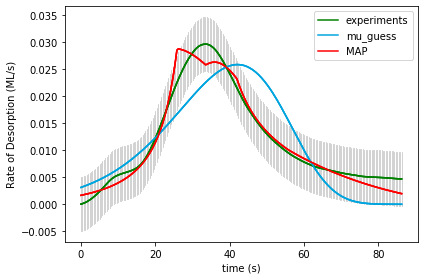 experiments
mu_guess
MAP
0.035
0.030
0.025
0.020
0.015
0.010
0.005
0.000
−0.005
Rate of Desorption (ML/s)
0 20 40 60 80
time (s)